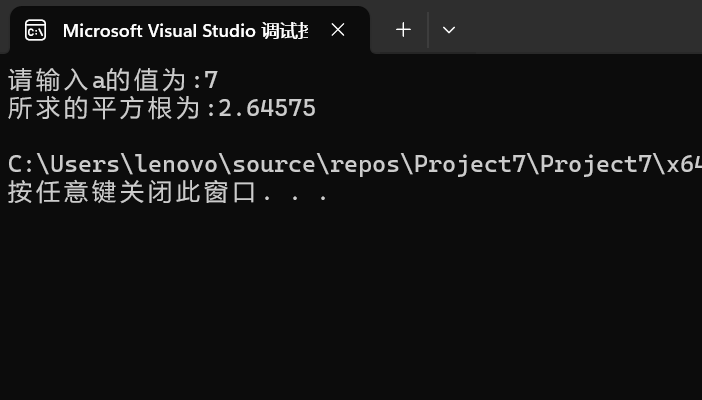 Microsoft Visual Studio 调试
请输入a的值为:7
所求的平方根为:2.64575
C:\Users\lenovo\source\repos\Project7\Project7\x64
按任意键关闭此窗口. . .